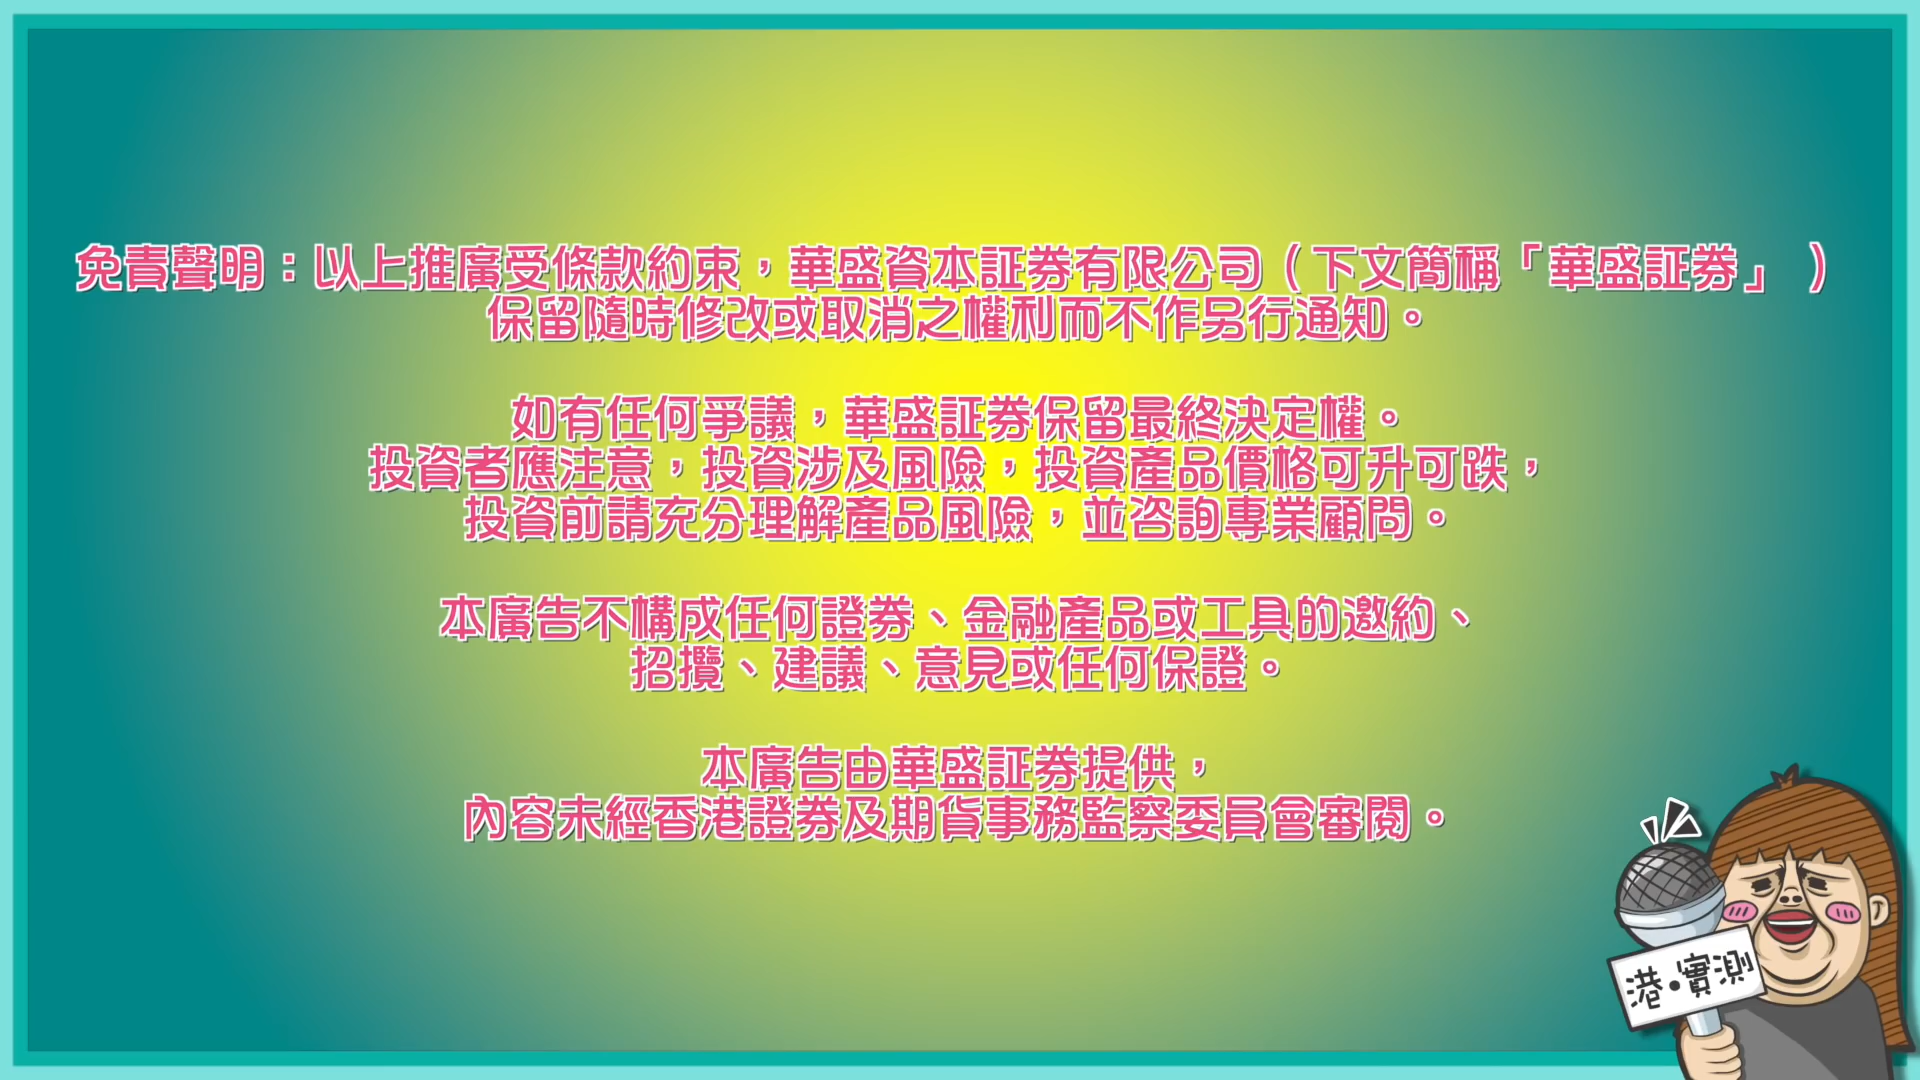 免責聲明：以上推廣受條款約束，華盛資本証券有限公司（下文簡稱「華盛証券」 ）
保留隨時修改或取消之權利而不作另行通知。
如有任何爭議，華盛証券保留最終決定權。
投資者應注意，投資涉及風險，投資產品價格可升可跌，
投資前請充分理解產品風險，並咨詢專業顧問。
本廣告不構成任何證券、金融產品或工具的邀約、
招攬、建議、意見或任何保證。
本廣告由華盛証券提供，
內容未經香港證券及期貨事務監察委員會審閱。
港•實測